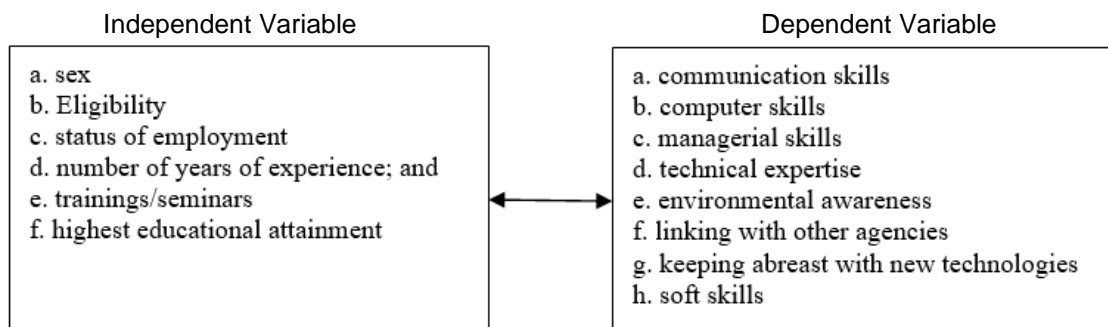 Independent Variable
a. sex
b. Eligibility
c. status of employment
d. number of years of experience; and
e. trainings/seminars
f. highest educational attainment
Dependent Variable
a. communication skills
b. computer skills
c. managerial skills
d. technical expertise
e. environmental awareness
f. linking with other agencies
g. keeping abreast with new technologies
h. soft skills